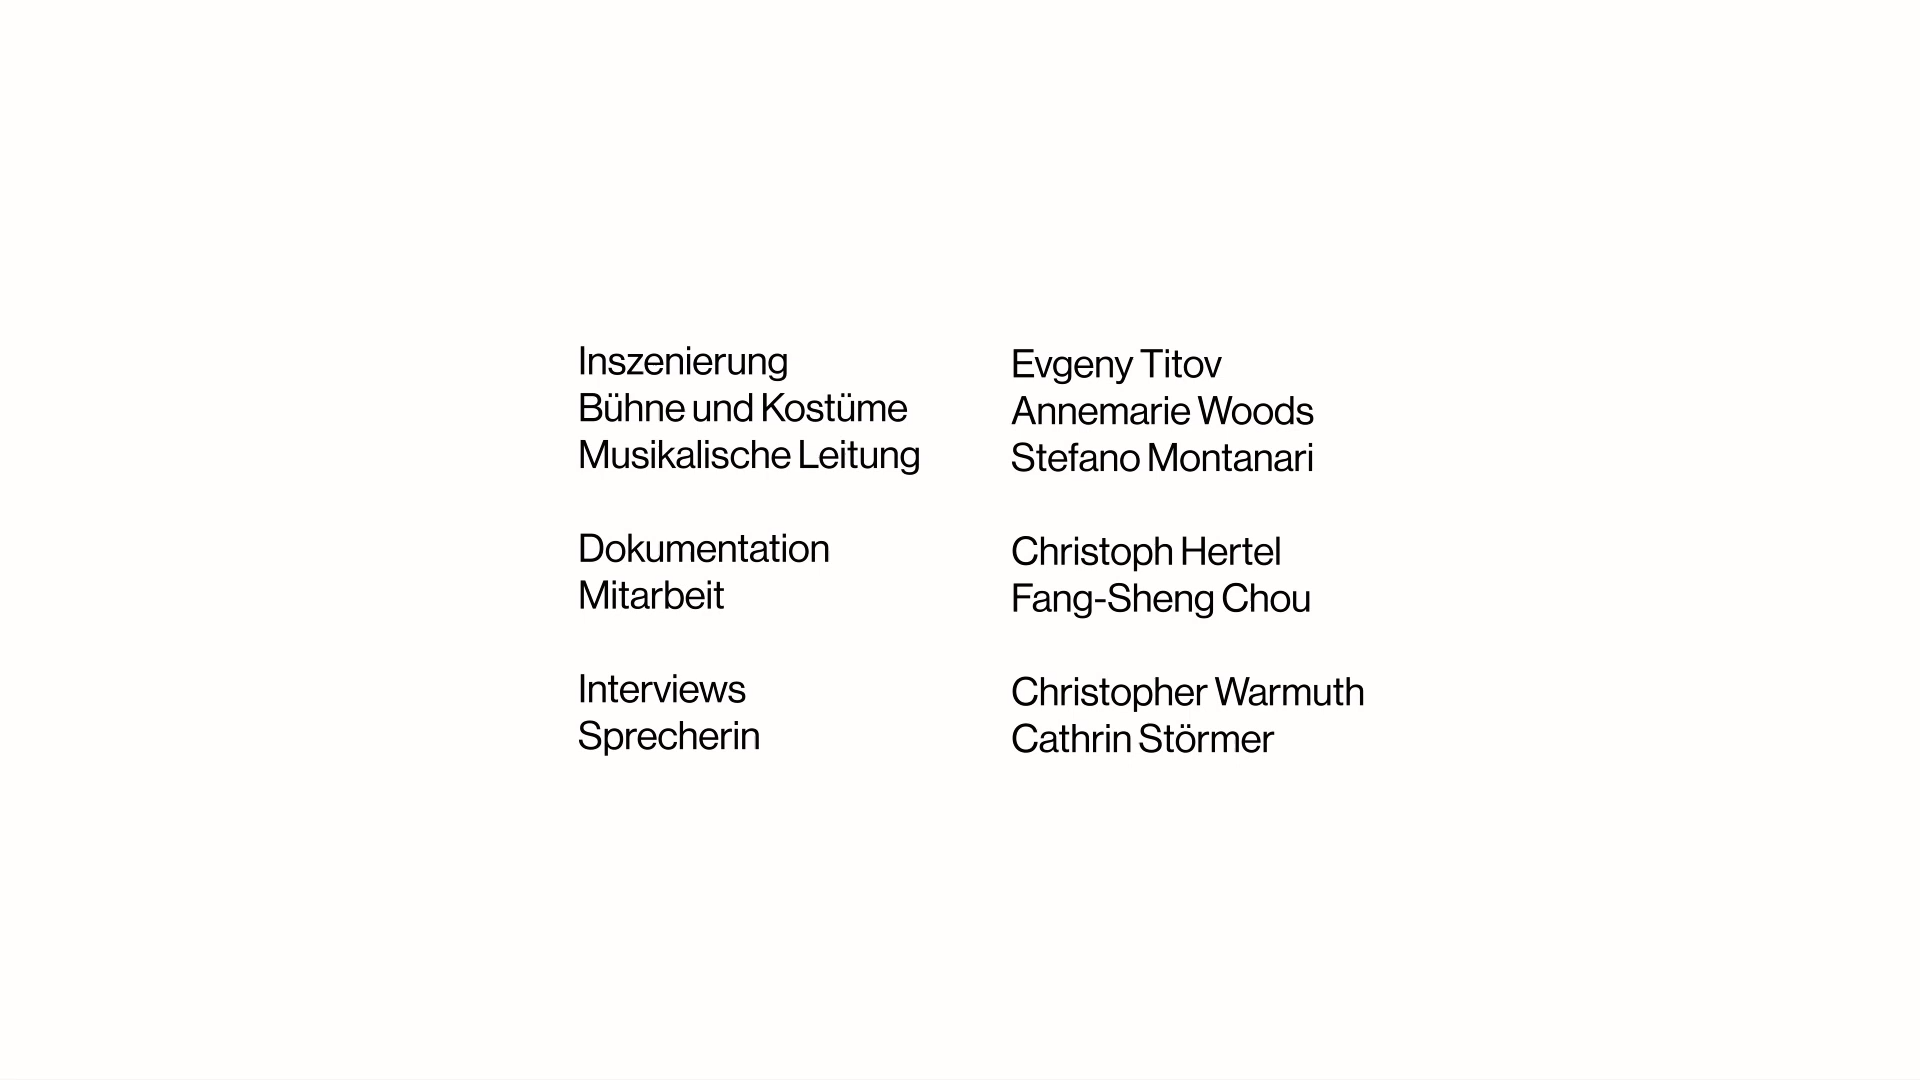 Inszenierung Evgeny Titov
Bühne und Kostüme Annemarie Woods
Musikalische Leitung Stefano Montanari
Dokumentation Christoph Hertel
Mitarbeit Fang-Sheng Chou
Interviews Christopher Warmuth
Sprecherin Cathrin Störmer